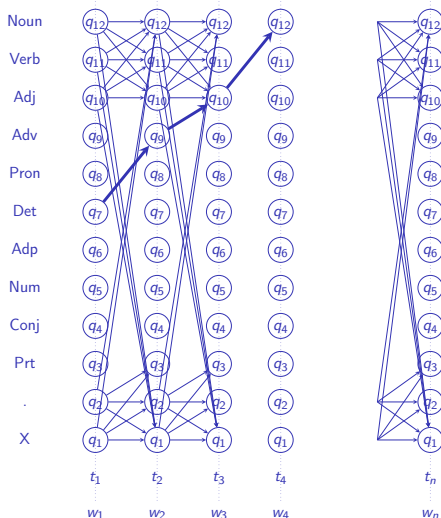 Noun q12 q12 q12 q12 q12
Verb q11 q11 q11 q11 q11
Adj q10 q10 q10 q10 q10
Adv q9 q9 q9 q9 q9
Pron q8 q8 q8 q8 q8
Det q7 q7 q7 q7 q7
Adp q6 q6 q6 q6 q6
Num q5 q5 q5 q5 q5
Conj q4 q4 q4 q4 q4
Prt q3 q3 q3 q3 q3
. q2 q2 q2 q2 q2
X q1 q1 q1 q1 q1
t1 t2 t3 t4 tn
w1 w2 w3 w4 wn